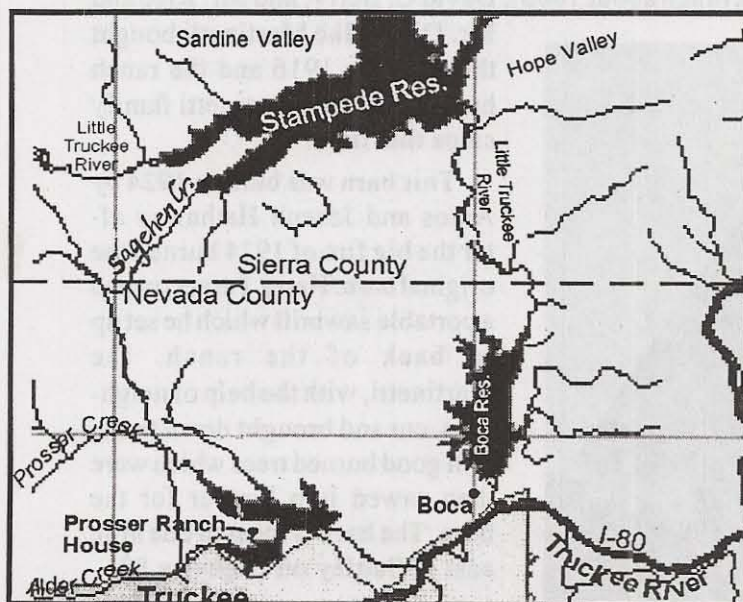 Sardine Valley
Hope Valley
Stampede Res.
Little
Truckee
River
Little Truckee
River
Sagehen Cr.
Sierra County
Nevada County
Boca Res.
Prosser Creek
Boca
Prosser Ranch
House
I-80
Truckee River
Alder Creek
Truckee